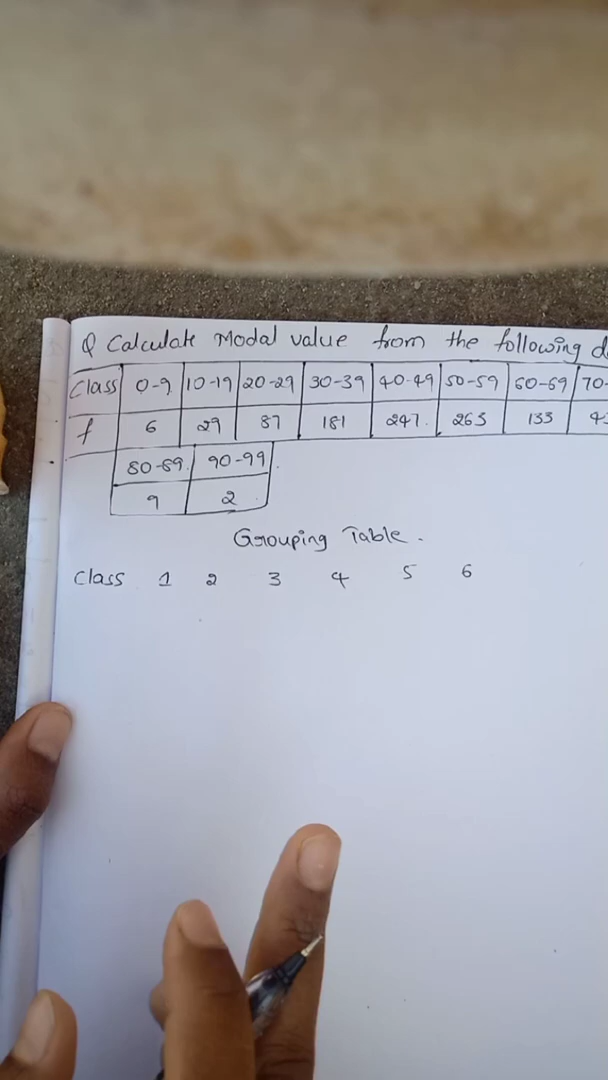 Q Calculate Modal value from the following
Class 0-9 10-19 20-29 30-39 40-49 50-59 60-69 70-
f 6 29 87 181 247 263 133
80-89 90-99
9 2
Grouping Table.
Class 1 2 3 4 5 6